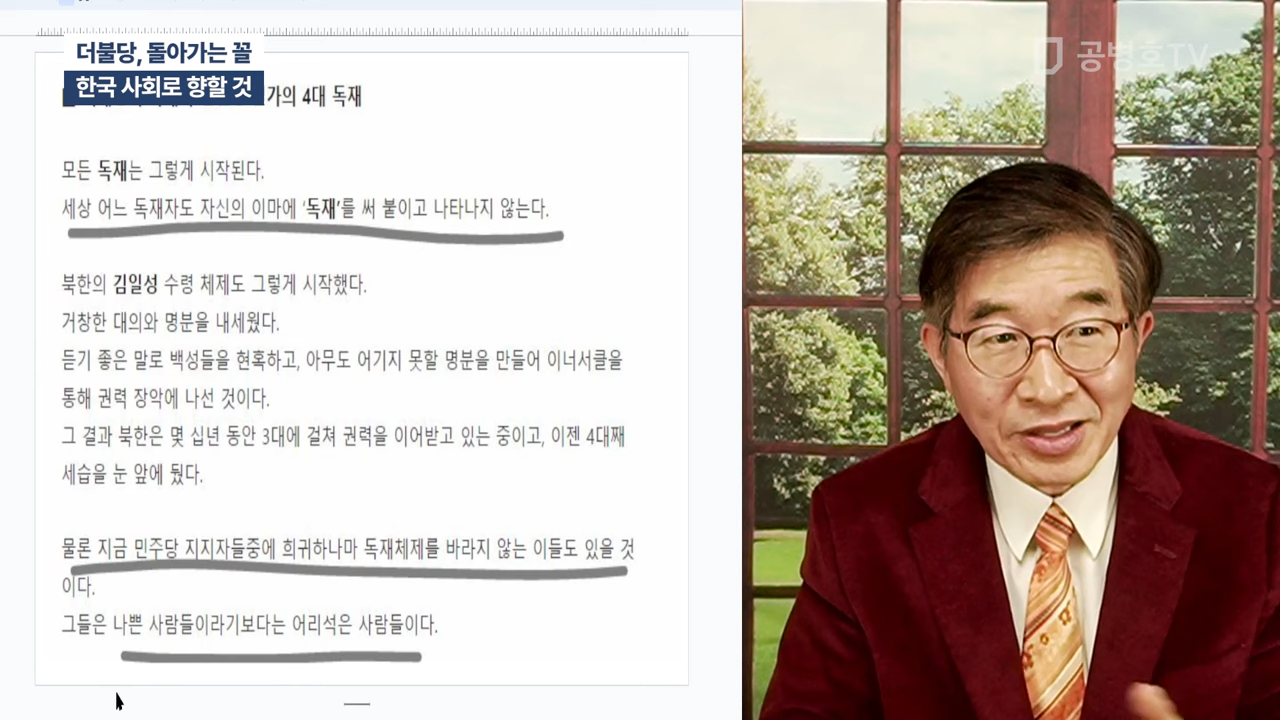 더불당, 돌아가는 꼴
한국 사회로 향할 것
공병호TV
가의 4대 독재
모든 독재는 그렇게 시작된다.
세상 어느 독재자도 자신의 이마에 ‘독재’를 써 붙이고 나타나지 않는다.
북한의 김일성 수령 체제도 그렇게 시작했다.
거창한 대의와 명분을 내세웠다.
듣기 좋은 말로 백성들을 현혹하고, 아무도 어기지 못할 명분을 만들어 이너서클을
통해 권력 장악에 나선 것이다.
그 결과 북한은 몇 십년 동안 3대에 걸쳐 권력을 이어받고 있는 중이고, 이젠 4대째
세습을 눈 앞에 뒀다.
물론 지금 민주당 지지자들중에 희귀하나마 독재체제를 바라지 않는 이들도 있을 것
이다.
그들은 나쁜 사람들이라기보다는 어리석은 사람들이다.